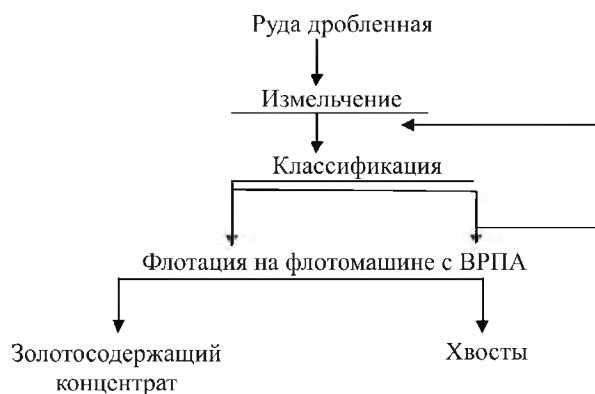 Руда дробленная
Измельчение
Классификация
Флотация на флотомашине с ВРПА
Золотосодержащий
концентрат
Хвосты